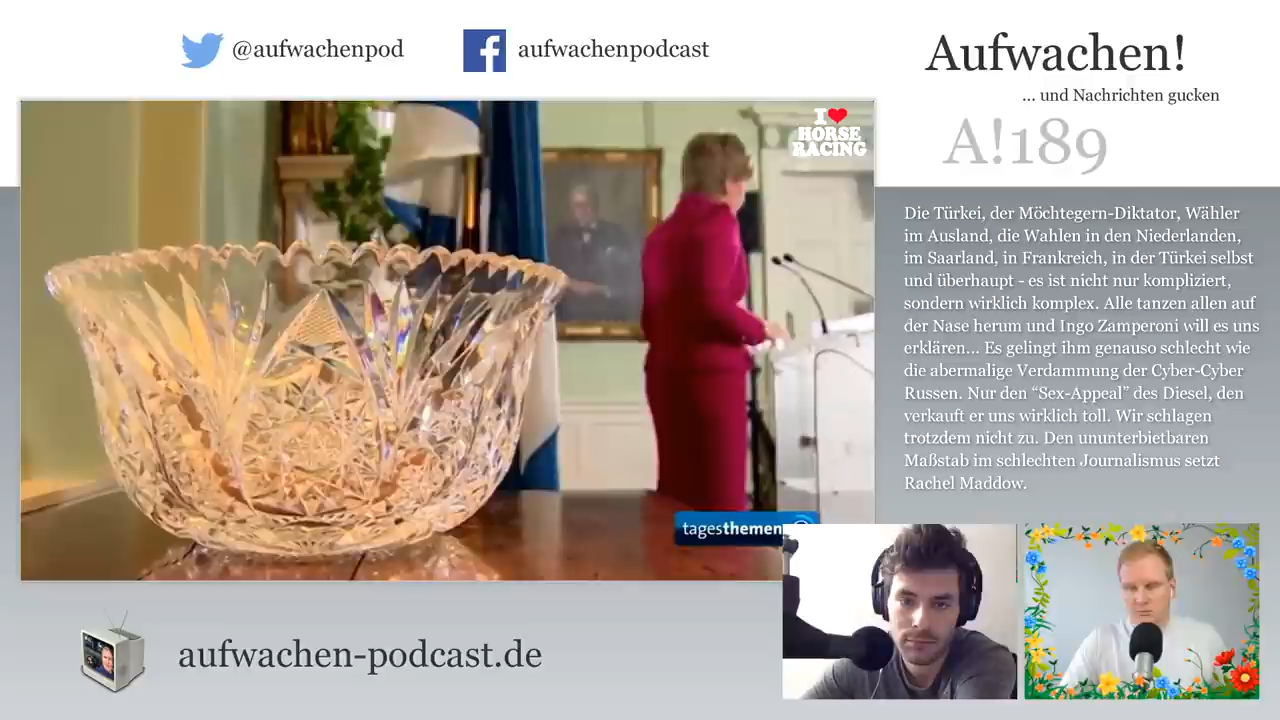 @aufwachenpod
aufwachenpodcast
Aufwachen!
... und Nachrichten gucken
A!189
I
HORSE
RACING
Die Türkei, der Möchtegern-Diktator, Wähler
im Ausland, die Wahlen in den Niederlanden,
im Saarland, in Frankreich, in der Türkei selbst
und überhaupt - es ist nicht nur kompliziert,
sondern wirklich komplex. Alle tanzen allen auf
der Nase herum und Ingo Zamperoni will es uns
erklären... Es gelingt ihm genauso schlecht wie
die abermalige Verdammung der Cyber-Cyber
Russen. Nur den “Sex-Appeal” des Diesel, den
verkauft er uns wirklich toll. Wir schlagen
trotzdem nicht zu. Den ununterbietbaren
Maßstab im schlechten Journalismus setzt
Rachel Maddow.
tagesthemen
aufwachen-podcast.de